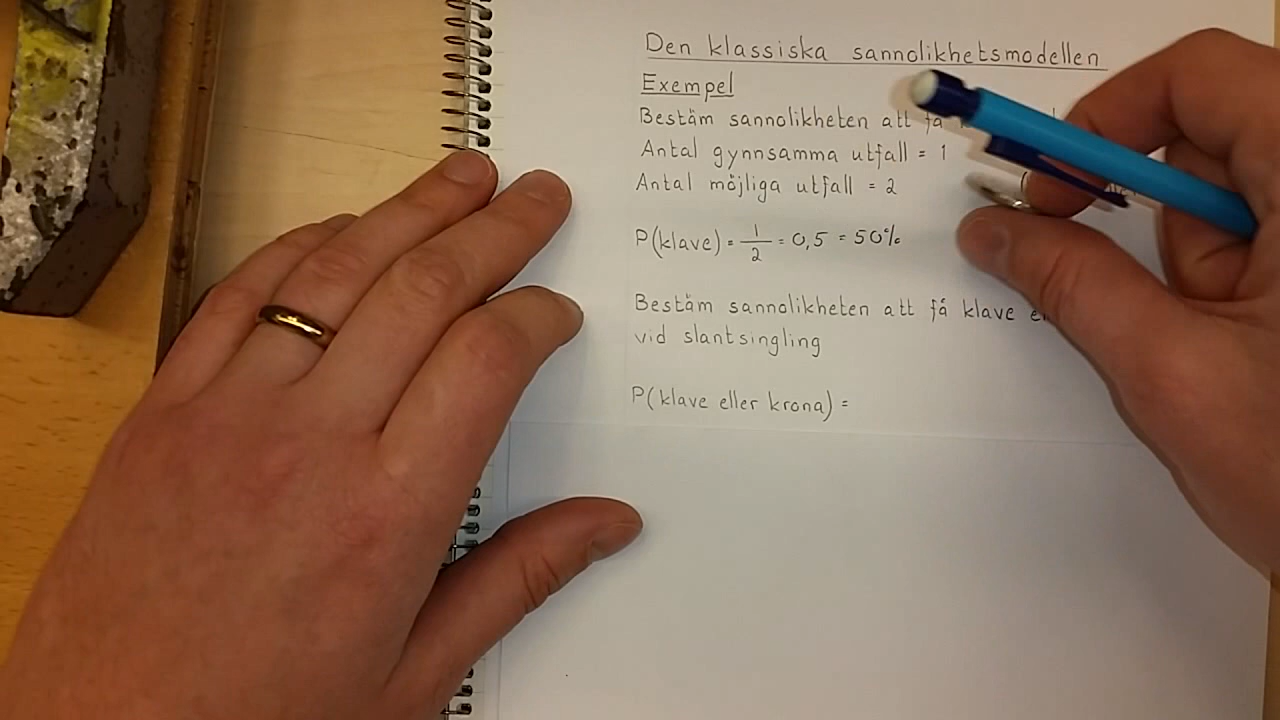 Den klassiska sannolikhetsmodellen
Exempel
Bestäm sannolikheten att få
Antal gynnsamma utfall = 1
Antal möjliga utfall = 2
P(klave) = 1/2 = 0,5 = 50%
Bestäm sannolikheten att få klave
vid slantsingling
P(klave eller krona) =